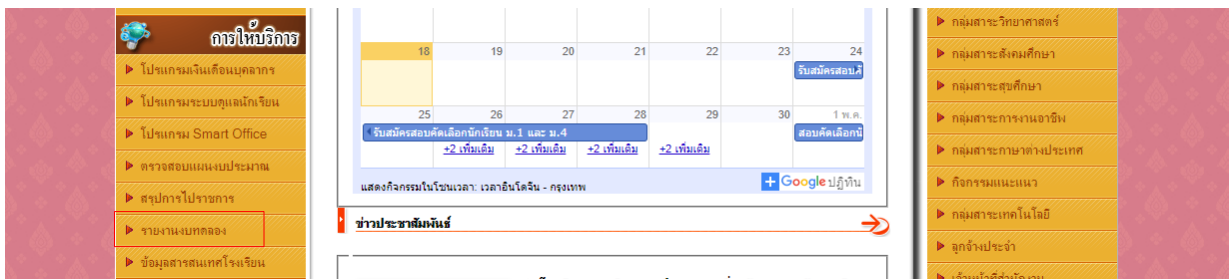 การให้บริการ
โปรแกรมเงินเดือนบุคลากร
โปรแกรมระบบดูแลนักเรียน
โปรแกรม Smart Office
ตรวจสอบแผนงบประมาณ
สรุปการไปราชการ
รายงานงบทดลอง
ข้อมูลสารสนเทศโรงเรียน
18 19 20 21 22 23 24
รับสมัครสอบคั
25 26 27 28 29 30 1 พ.ค.
รับสมัครสอบคัดเลือกนักเรียน ม.1 และ ม.4 สอบคัดเลือกนั
+2 เพิ่มเติม +2 เพิ่มเติม +2 เพิ่มเติม +2 เพิ่มเติม
แสดงกิจกรรมในโซนเวลา: เวลาอินโดจีน - กรุงเทพ
Google ปฏิทิน
ข่าวประชาสัมพันธ์
กลุ่มสาระวิทยาศาสตร์
กลุ่มสาระสังคมศึกษา
กลุ่มสาระสุขศึกษา
กลุ่มสาระการงานอาชีพ
กลุ่มสาระภาษาต่างประเทศ
กิจกรรมแนะแนว
กลุ่มสาระเทคโนโลยี
ลูกจ้างประจำ
เจ้าหน้าที่สำนักงาน